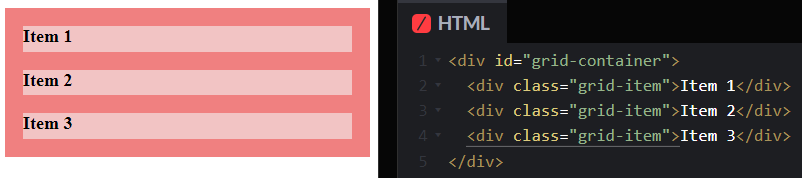 Item 1
Item 2
Item 3
HTML
1 <div id="grid-container">
2 <div class="grid-item">Item 1</div>
3 <div class="grid-item">Item 2</div>
4 <div class="grid-item">Item 3</div>
5 </div>